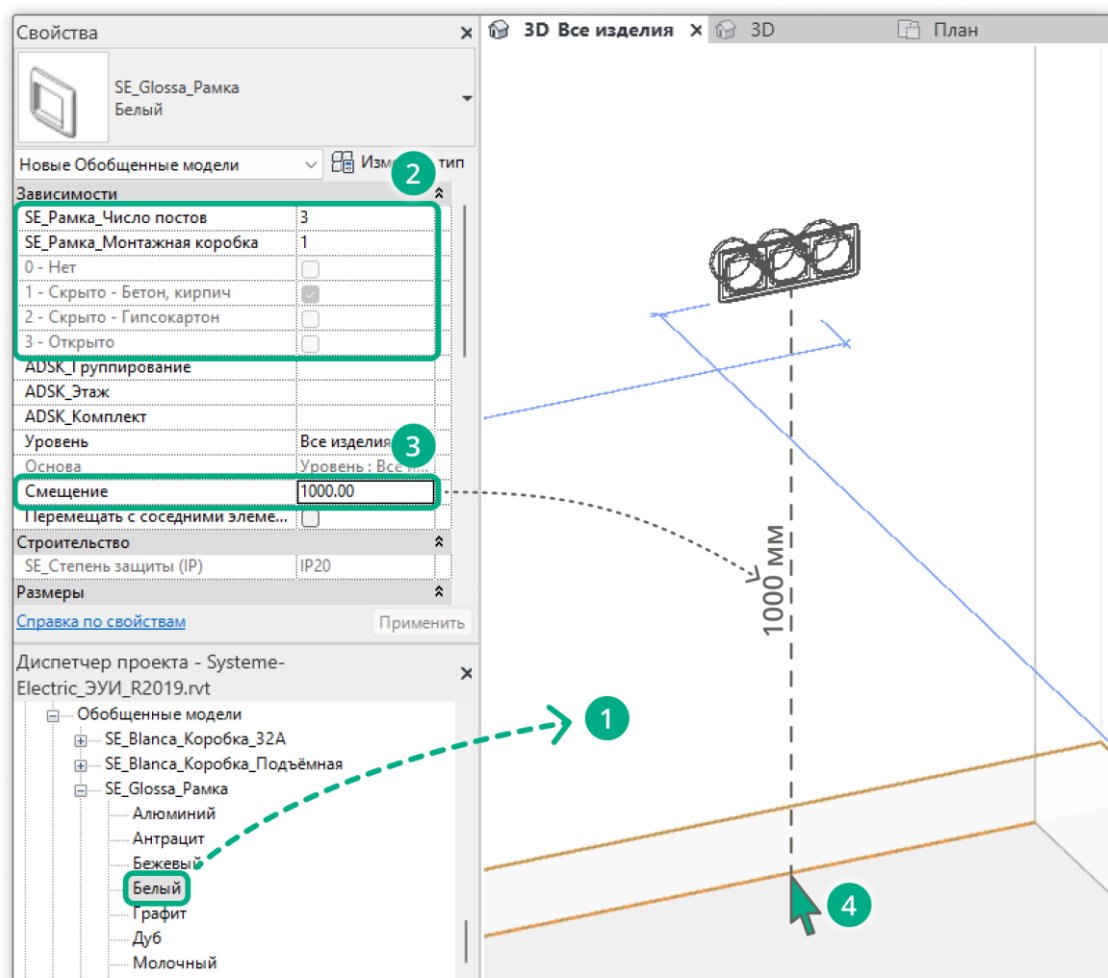 Свойства
3D Все изделия
3D
План
SE_Glossa_Рамка
Белый
Новые Обобщенные модели
тип
2
Зависимости
SE_Рамка_Число постов 3
SE_Рамка_Монтажная коробка 1
0 - Нет
1 - Скрыто - Бетон, кирпич
2 - Скрыто - Гипсокартон
3 - Открыто
ADSK_Группирование
ADSK_Этаж
ADSK_Комплект
Уровень Все изделия
3
Основа Уровень : Все и...
Смещение 1000.00
Перемещать с соседними элеме...
Строительство
SE_Степень защиты (IP) IP20
Размеры
Справка по свойствам Применить
1000 мм
Диспетчер проекта - Systeme-
Electric_ЭУИ_R2019.rvt
Обобщенные модели
1
SE_Blanca_Коробка_32А
SE_Blanca_Коробка_Подъёмная
SE_Glossa_Рамка
Алюминий
Антрацит
Бежевый
Белый
4
Графит
Дуб
Молочный